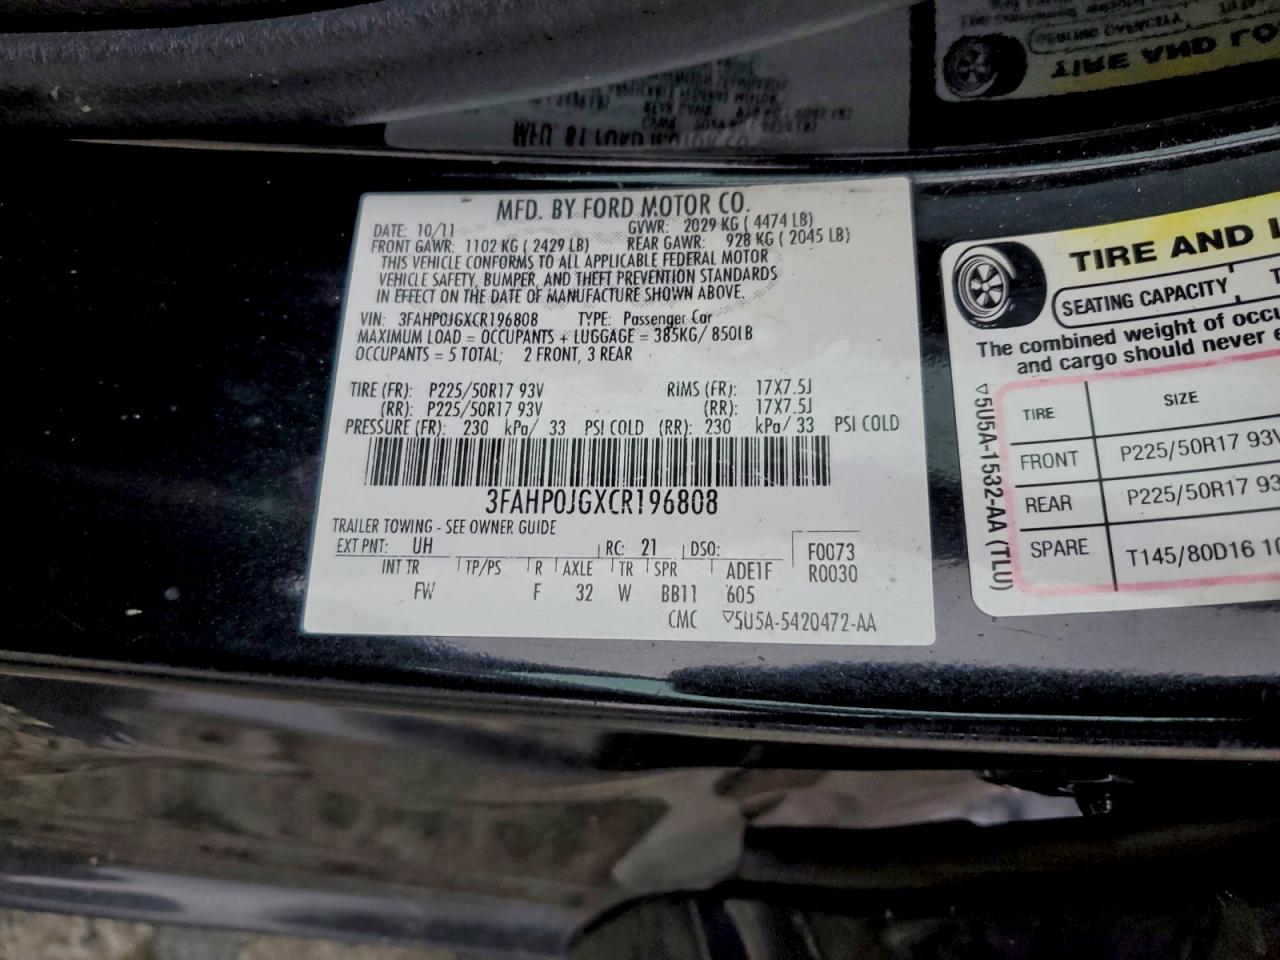 MFD. BY FORD MOTOR CO.
DATE: 10/11 GVWR: 2029 KG ( 4474 LB)
FRONT GAWR: 1102 KG ( 2429 LB) REAR GAWR: 928 KG ( 2045 LB)
THIS VEHICLE CONFORMS TO ALL APPLICABLE FEDERAL MOTOR
VEHICLE SAFETY, BUMPER, AND THEFT PREVENTION STANDARDS
IN EFFECT ON THE DATE OF MANUFACTURE SHOWN ABOVE.
VIN: 3FAHP0JGXCR196808 TYPE: Passenger Car
MAXIMUM LOAD = OCCUPANTS + LUGGAGE = 385KG/ 850LB
OCCUPANTS = 5 TOTAL; 2 FRONT, 3 REAR
TIRE (FR): P225/50R17 93V RIMS (FR): 17X7.5J
(RR): P225/50R17 93V (RR): 17X7.5J
PRESSURE (FR): 230 kPa/ 33 PSI COLD (RR): 230 kPa/ 33 PSI COLD
3FAHP0JGXCR196808
TRAILER TOWING - SEE OWNER GUIDE
EXT PNT: UH RC: 21 DSO: F0073
INT TR TP/PS R AXLE TR SPR ADE1F R0030
FW F 32 W BB11 605
CMC ▽5U5A-5420472-AA
TIRE AND L
SEATING CAPACITY T
The combined weight of occu
and cargo should never e
TIRE SIZE
FRONT P225/50R17 93V
REAR P225/50R17 93
SPARE T145/80D16 10
▽5U5A-1532-AA (TLU)